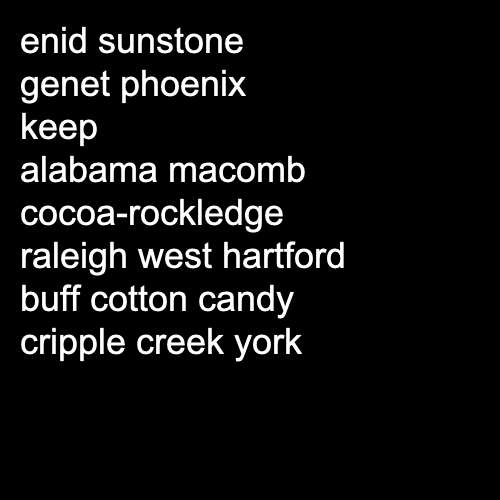 enid sunstone
genet phoenix
keep
alabama macomb
cocoa-rockledge
raleigh west hartford
buff cotton candy
cripple creek york